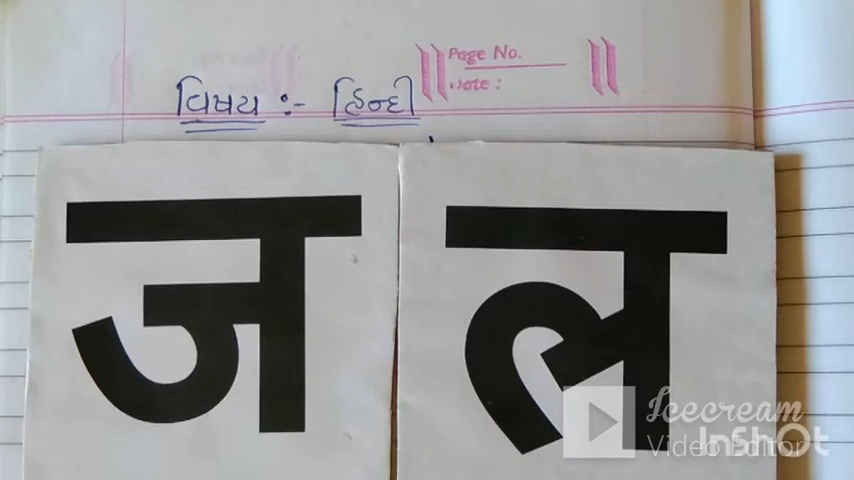 Page No.
Date :
વિષય :- હિન્દી
ज ल
Icecream
Video Editor
InShOt